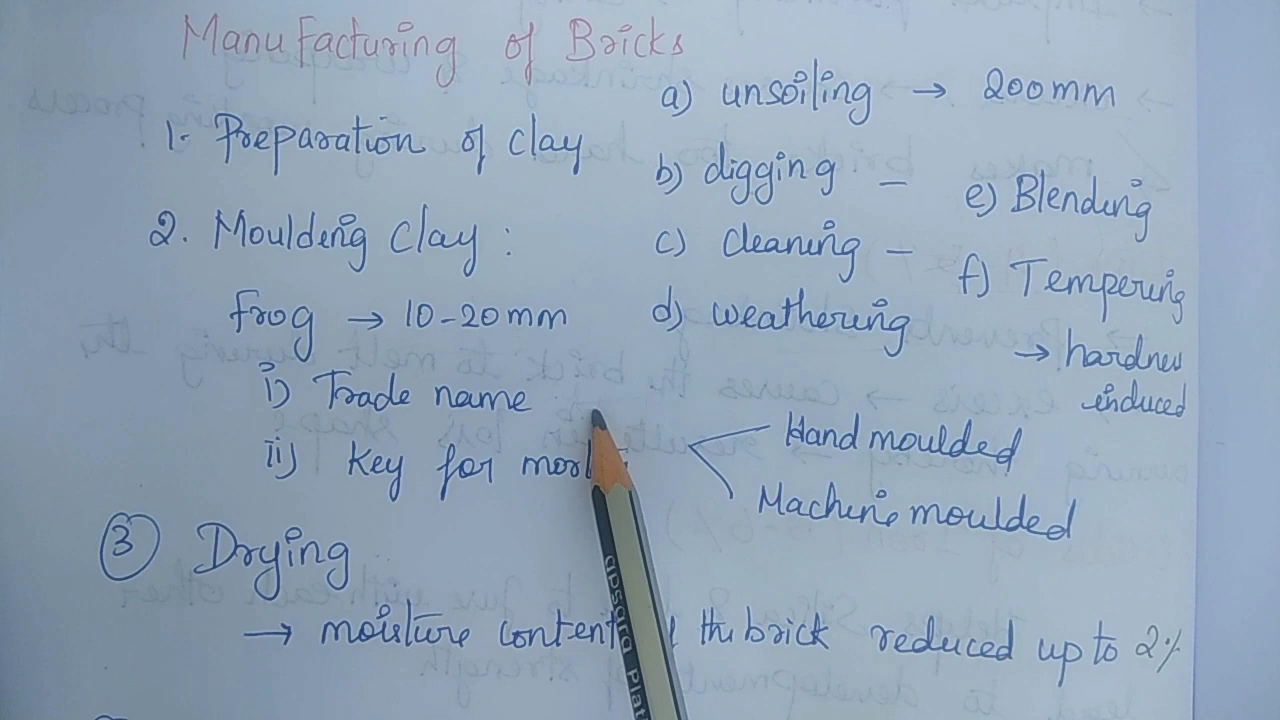 Manufacturing of Bricks
1. Preparation of clay
a) unsoiling → 200mm
b) digging –
c) cleaning –
d) weathering
e) Blending
f) Tempering
→ hardness
induced
2. Moulding Clay :
frog → 10-20mm
i) Trade name
ii) Key for
Hand moulded
Machine moulded
③ Drying
→ moisture content the brick reduced up to 2%
apsara Plat